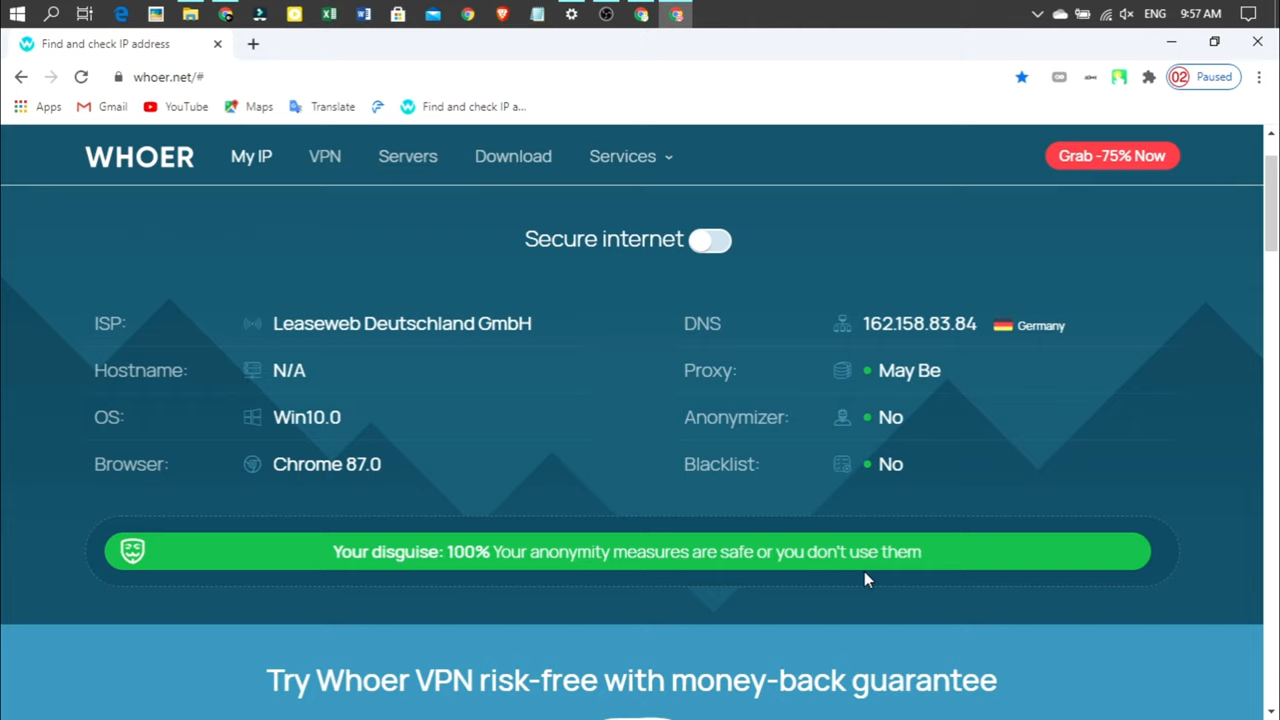 ENG 9:57 AM
Find and check IP address
whoer.net/#
02 Paused
Apps Gmail YouTube Maps Translate Find and check IP a...
WHOER My IP VPN Servers Download Services Grab -75% Now
Secure internet
ISP: Leaseweb Deutschland GmbH DNS 162.158.83.84 Germany
Hostname: N/A Proxy: May Be
OS: Win10.0 Anonymizer: No
Browser: Chrome 87.0 Blacklist: No
Your disguise: 100% Your anonymity measures are safe or you don't use them
Try Whoer VPN risk-free with money-back guarantee